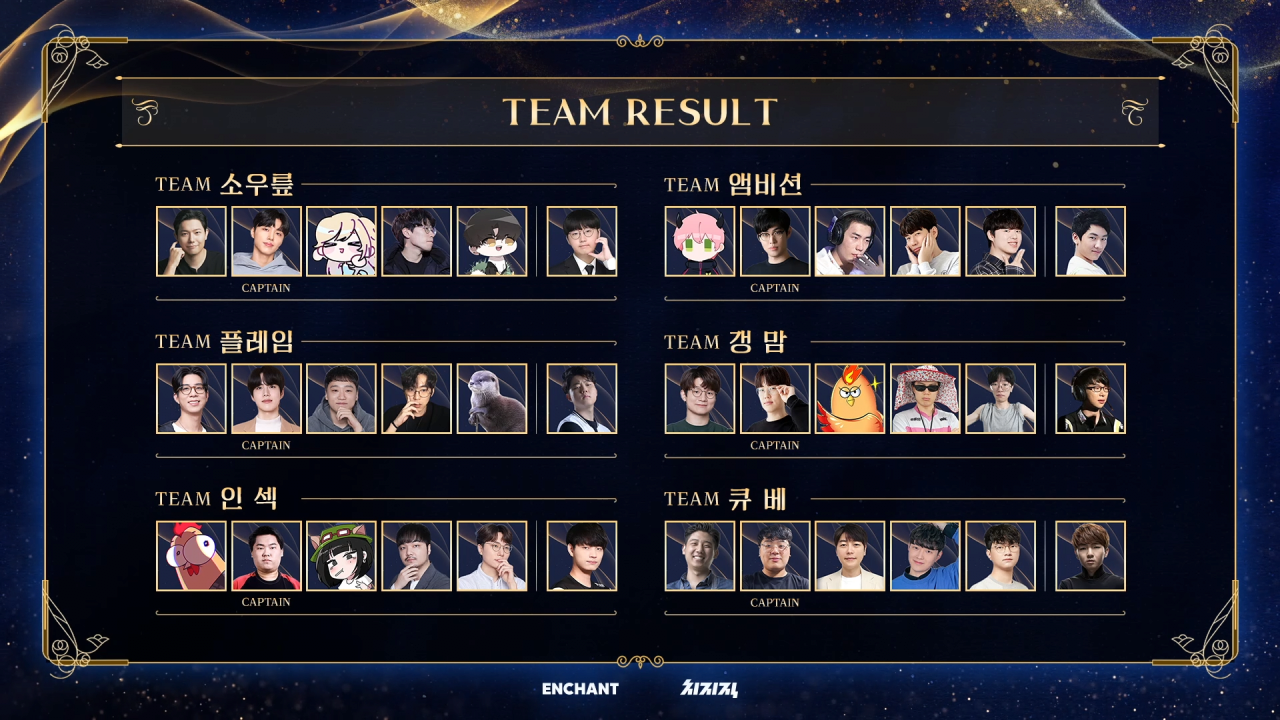 TEAM RESULT
TEAM 소우릎
CAPTAIN
TEAM 앰비션
CAPTAIN
TEAM 플레임
CAPTAIN
TEAM 갱 맘
CAPTAIN
TEAM 인 섹
CAPTAIN
TEAM 큐 베
CAPTAIN
ENCHANT
치지직